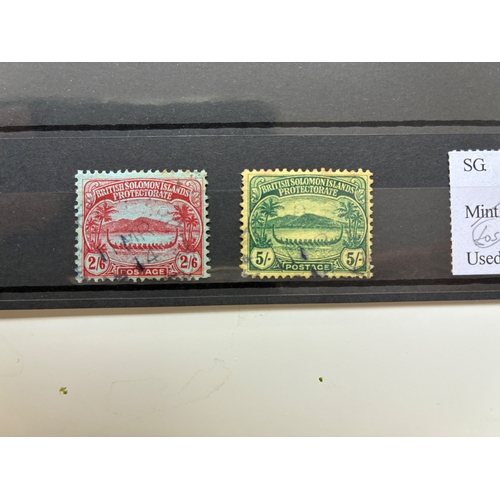 BRITISH SOLOMON ISLANDS
PROTECTORATE
2/6 POSTAGE 2/6
BRITISH SOLOMON ISLANDS
PROTECTORATE
5/- POSTAGE 5/-
SG
Mint
Used